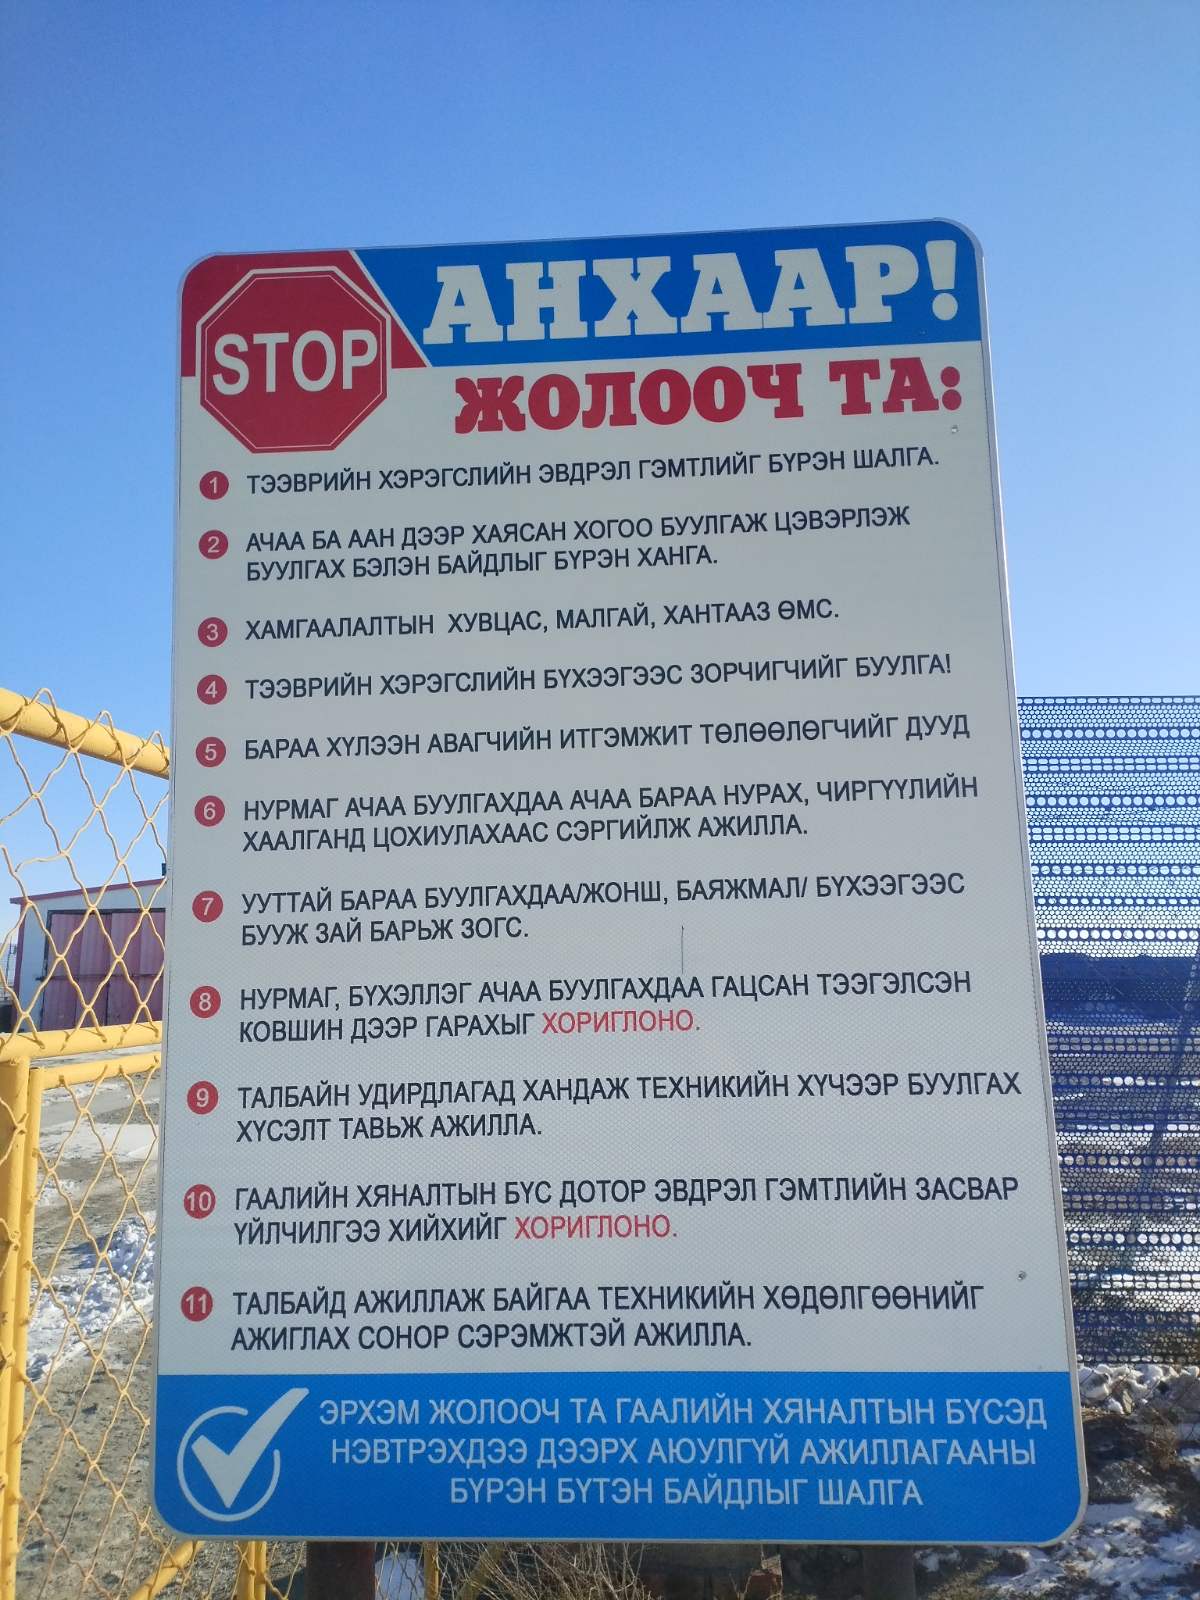 STOP
АНХААР!
ЖОЛООЧ ТА:
1 ТЭЭВРИЙН ХЭРЭГСЛИЙН ЭВДРЭЛ ГЭМТЛИЙГ БҮРЭН ШАЛГА.
2 АЧАА БА ААН ДЭЭР ХАЯСАН ХОГОО БУУЛГАЖ ЦЭВЭРЛЭЖ
БУУЛГАХ БЭЛЭН БАЙДЛЫГ БҮРЭН ХАНГА.
3 ХАМГААЛАЛТЫН ХУВЦАС, МАЛГАЙ, ХАНТААЗ ӨМС.
4 ТЭЭВРИЙН ХЭРЭГСЛИЙН БҮХЭЭГЭЭС ЗОРЧИГЧИЙГ БУУЛГА!
5 БАРАА ХҮЛЭЭН АВАГЧИЙН ИТГЭМЖИТ ТӨЛӨӨЛӨГЧИЙГ ДУУД
6 НУРМАГ АЧАА БУУЛГАХДАА АЧАА БАРАА НУРАХ, ЧИРГҮҮЛИЙН
ХААЛГАНД ЦОХИУЛАХААС СЭРГИЙЛЖ АЖИЛЛА.
7 УУТТАЙ БАРАА БУУЛГАХДАА/ЖОНШ, БАЯЖМАЛ/ БҮХЭЭГЭЭС
БУУЖ ЗАЙ БАРЬЖ ЗОГС.
8 НУРМАГ, БҮХЭЛЛЭГ АЧАА БУУЛГАХДАА ГАЦСАН ТЭЭГЭЛСЭН
КОВШИН ДЭЭР ГАРАХЫГ ХОРИГЛОНО.
9 ТАЛБАЙН УДИРДЛАГАД ХАНДАЖ ТЕХНИКИЙН ХҮЧЭЭР БУУЛГАХ
ХҮСЭЛТ ТАВЬЖ АЖИЛЛА.
10 ГААЛИЙН ХЯНАЛТЫН БҮС ДОТОР ЭВДРЭЛ ГЭМТЛИЙН ЗАСВАР
ҮЙЛЧИЛГЭЭ ХИЙХИЙГ ХОРИГЛОНО.
11 ТАЛБАЙД АЖИЛЛАЖ БАЙГАА ТЕХНИКИЙН ХӨДӨЛГӨӨНИЙГ
АЖИГЛАХ СОНОР СЭРЭМЖТЭЙ АЖИЛЛА.
ЭРХЭМ ЖОЛООЧ ТА ГААЛИЙН ХЯНАЛТЫН БҮСЭД
НЭВТРЭХДЭЭ ДЭЭРХ АЮУЛГҮЙ АЖИЛЛАГААНЫ
БҮРЭН БҮТЭН БАЙДЛЫГ ШАЛГА